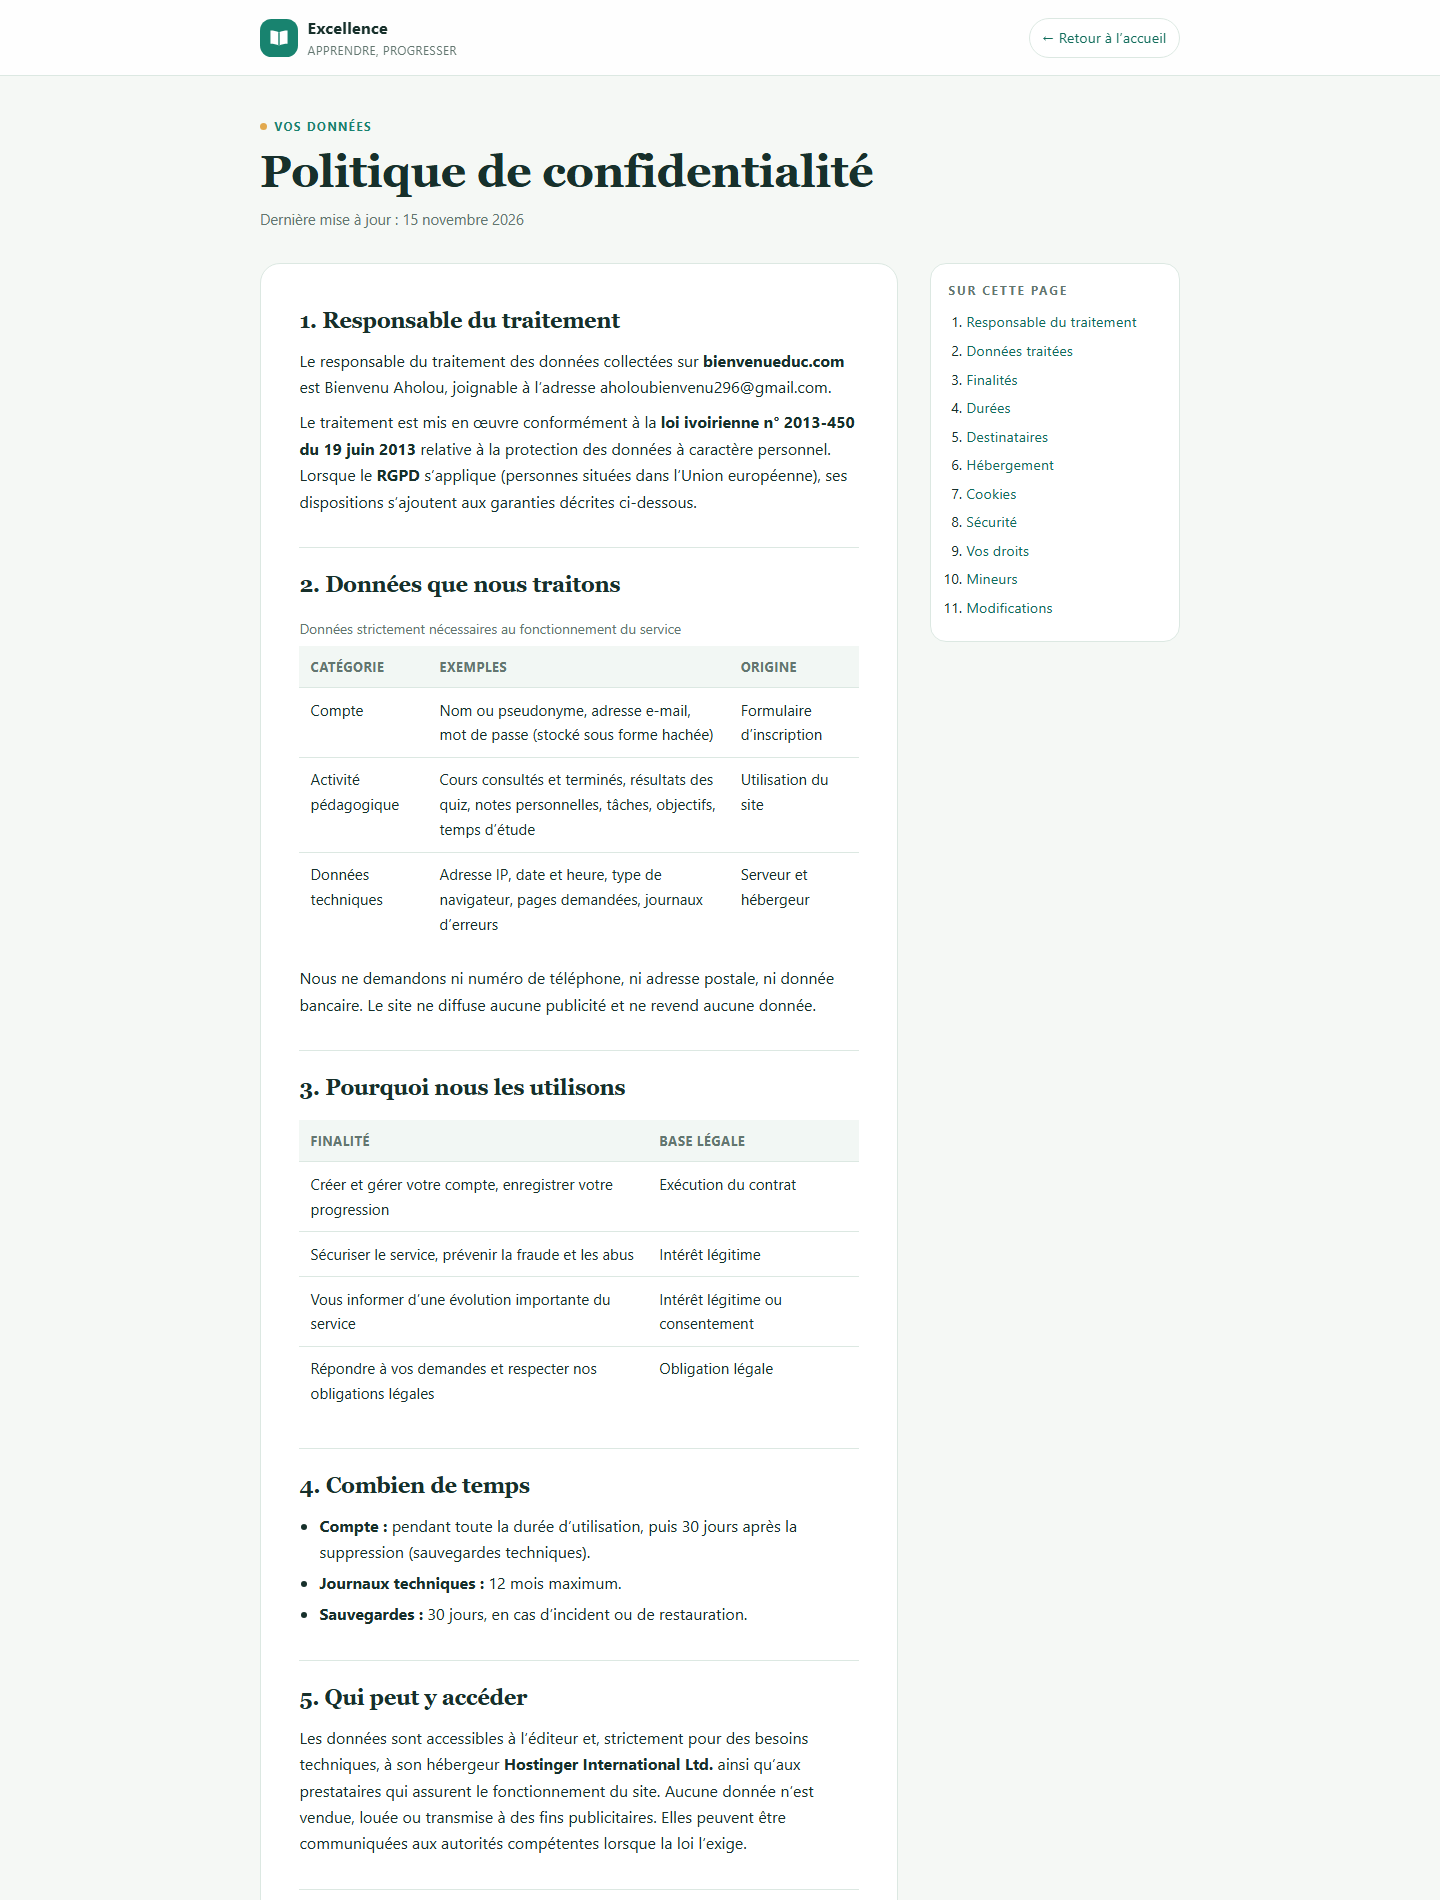 Excellence
APPRENDRE, PROGRESSER
← Retour à l’accueil
VOS DONNÉES
Politique de confidentialité
Dernière mise à jour : 15 novembre 2026
1. Responsable du traitement
Le responsable du traitement des données collectées sur bienvenueduc.com
est Bienvenu Aholou, joignable à l’adresse aholoubienvenu296@gmail.com.
Le traitement est mis en œuvre conformément à la loi ivoirienne n° 2013-450
du 19 juin 2013 relative à la protection des données à caractère personnel.
Lorsque le RGPD s’applique (personnes situées dans l’Union européenne), ses
dispositions s’ajoutent aux garanties décrites ci-dessous.
2. Données que nous traitons
Données strictement nécessaires au fonctionnement du service
CATÉGORIE EXEMPLES ORIGINE
Compte Nom ou pseudonyme, adresse e-mail, Formulaire
mot de passe (stocké sous forme hachée) d’inscription
Activité Cours consultés et terminés, résultats des Utilisation du
pédagogique quiz, notes personnelles, tâches, objectifs, site
temps d’étude
Données Adresse IP, date et heure, type de Serveur et
techniques navigateur, pages demandées, journaux hébergeur
d’erreurs
Nous ne demandons ni numéro de téléphone, ni adresse postale, ni donnée
bancaire. Le site ne diffuse aucune publicité et ne revend aucune donnée.
3. Pourquoi nous les utilisons
FINALITÉ BASE LÉGALE
Créer et gérer votre compte, enregistrer votre Exécution du contrat
progression
Sécuriser le service, prévenir la fraude et les abus Intérêt légitime
Vous informer d’une évolution importante du Intérêt légitime ou
service consentement
Répondre à vos demandes et respecter nos Obligation légale
obligations légales
4. Combien de temps
• Compte : pendant toute la durée d’utilisation, puis 30 jours après la
suppression (sauvegardes techniques).
• Journaux techniques : 12 mois maximum.
• Sauvegardes : 30 jours, en cas d’incident ou de restauration.
5. Qui peut y accéder
Les données sont accessibles à l’éditeur et, strictement pour des besoins
techniques, à son hébergeur Hostinger International Ltd. ainsi qu’aux
prestataires qui assurent le fonctionnement du site. Aucune donnée n’est
vendue, louée ou transmise à des fins publicitaires. Elles peuvent être
communiquées aux autorités compétentes lorsque la loi l’exige.
SUR CETTE PAGE
1. Responsable du traitement
2. Données traitées
3. Finalités
4. Durées
5. Destinataires
6. Hébergement
7. Cookies
8. Sécurité
9. Vos droits
10. Mineurs
11. Modifications